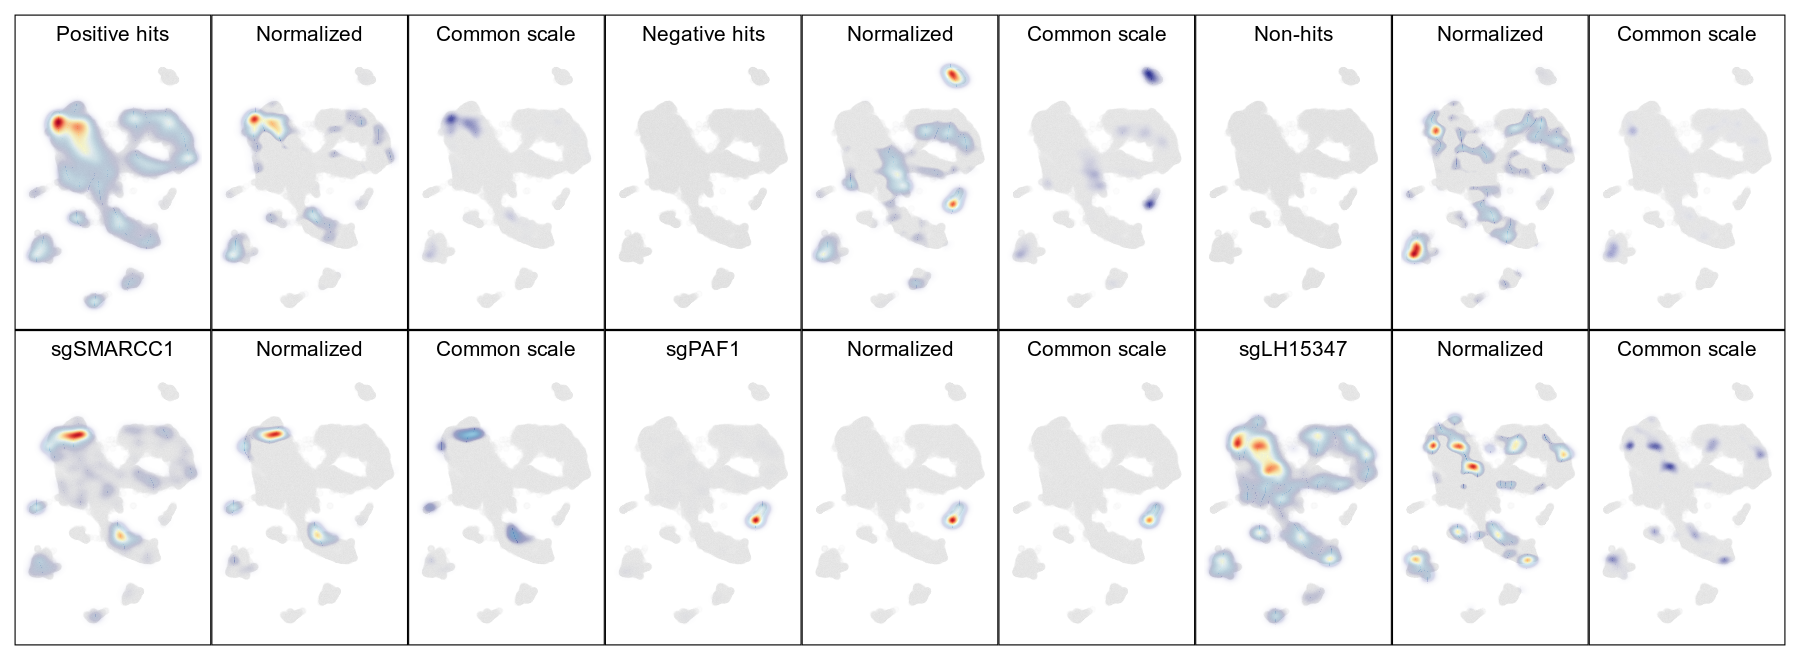 Positive hits
Normalized
Common scale
Negative hits
Normalized
Common scale
Non-hits
Normalized
Common scale
sgSMARCC1
Normalized
Common scale
sgPAF1
Normalized
Common scale
sgLH15347
Normalized
Common scale